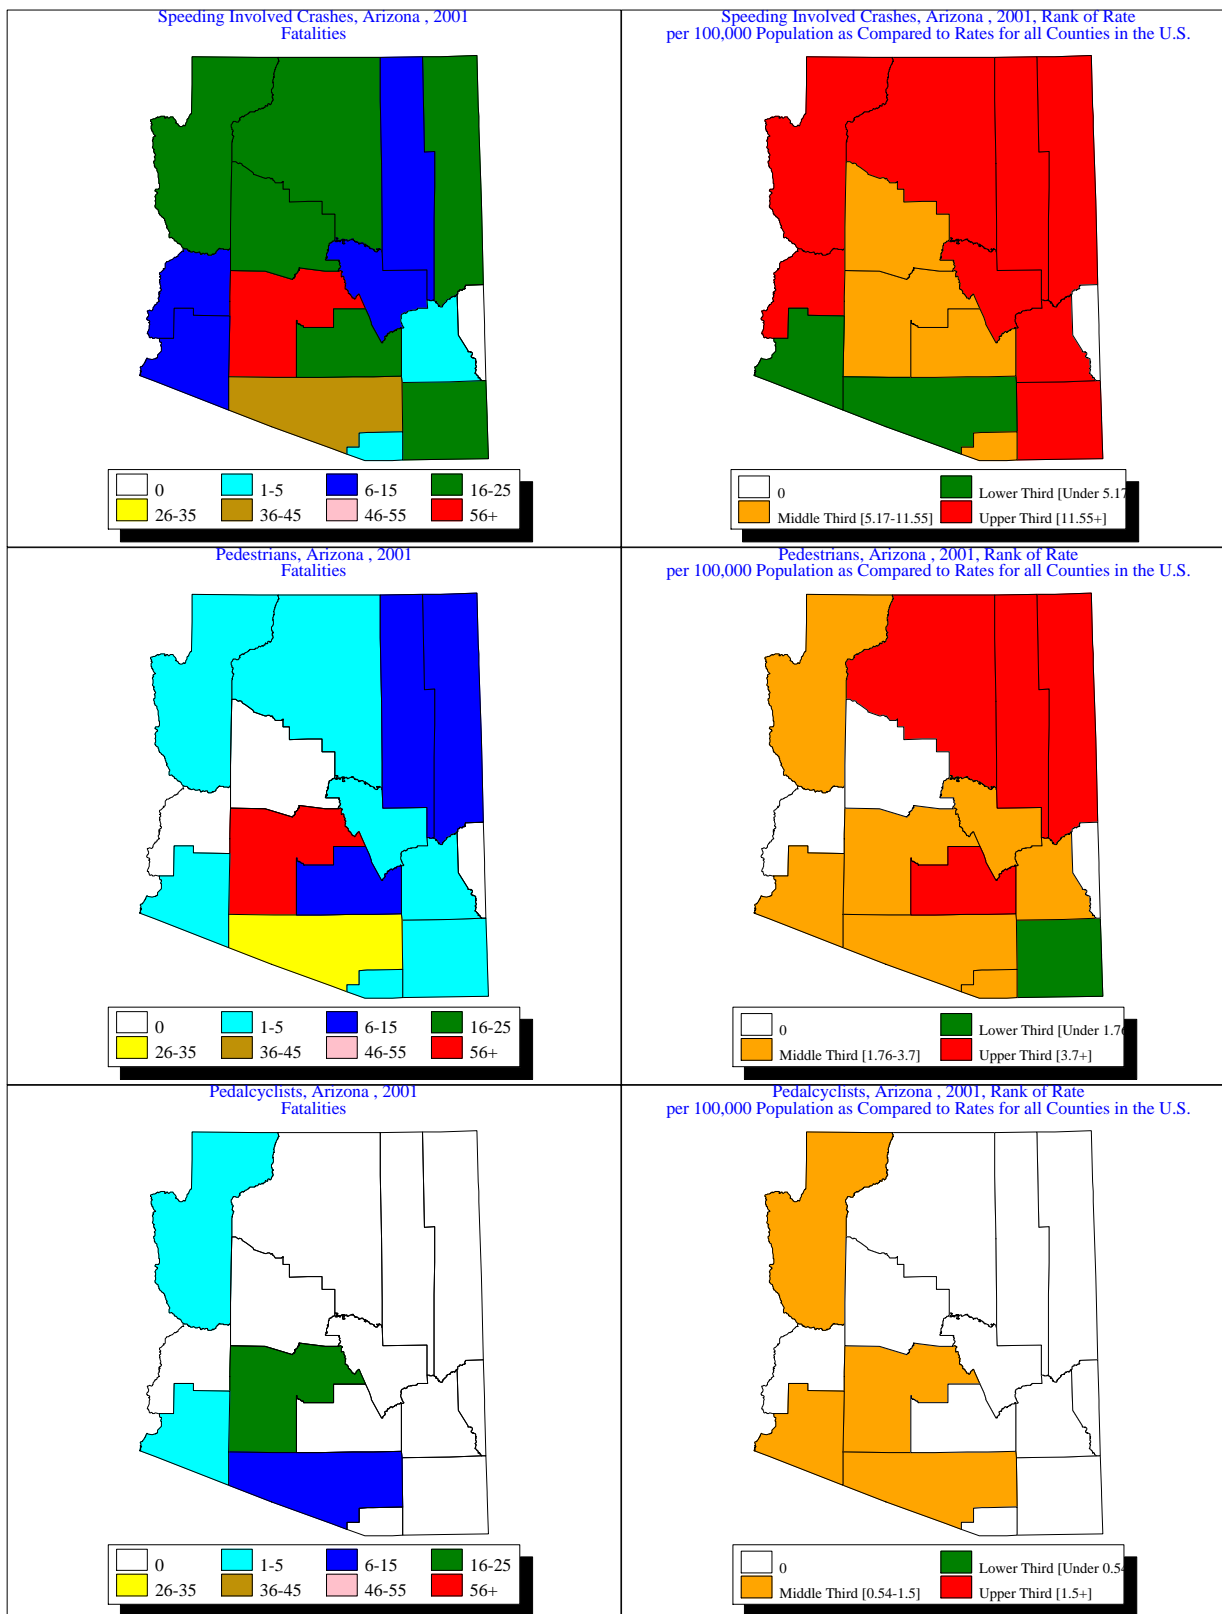 Speeding Involved Crashes, Arizona , 2001
Fatalities
0
1-5
6-15
16-25
26-35
36-45
46-55
56+
Speeding Involved Crashes, Arizona , 2001, Rank of Rate
per 100,000 Population as Compared to Rates for all Counties in the U.S.
0
Lower Third [Under 5.17
Middle Third [5.17-11.55]
Upper Third [11.55+]
Pedestrians, Arizona , 2001
Fatalities
0
1-5
6-15
16-25
26-35
36-45
46-55
56+
Pedestrians, Arizona , 2001, Rank of Rate
per 100,000 Population as Compared to Rates for all Counties in the U.S.
0
Lower Third [Under 1.76
Middle Third [1.76-3.7]
Upper Third [3.7+]
Pedalcyclists, Arizona , 2001
Fatalities
0
1-5
6-15
16-25
26-35
36-45
46-55
56+
Pedalcyclists, Arizona , 2001, Rank of Rate
per 100,000 Population as Compared to Rates for all Counties in the U.S.
0
Lower Third [Under 0.54
Middle Third [0.54-1.5]
Upper Third [1.5+]